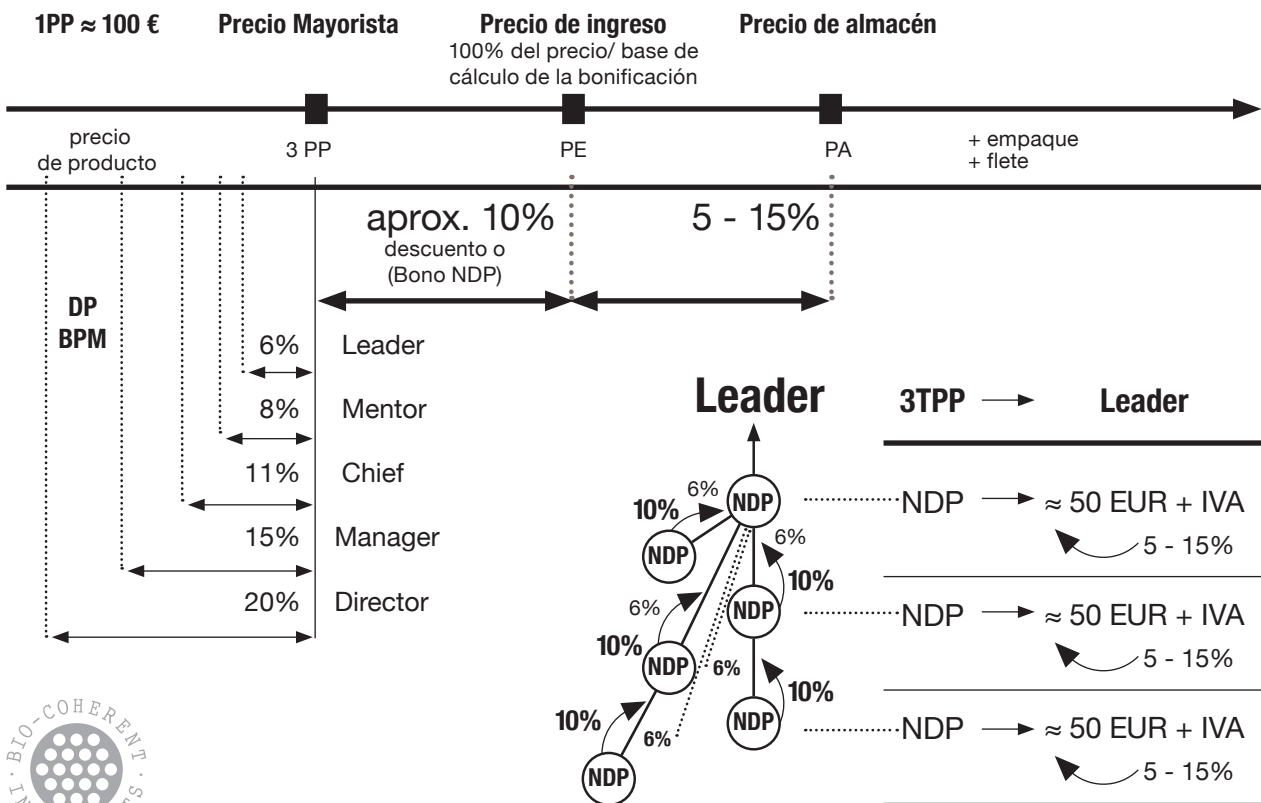 1PP ≈ 100 €
Precio Mayorista
Precio de ingreso
100% del precio/ base de
cálculo de la bonificación
Precio de almacén
precio
de producto
3 PP
PE
PA
+ empaque
+ flete
aprox. 10%
descuento o
(Bono NDP)
5 - 15%
DP
BPM
6% Leader
8% Mentor
11% Chief
15% Manager
20% Director
Leader
NDP
6%
10%
NDP
6%
10%
NDP
6%
10%
NDP
6%
10%
NDP
10%
NDP
6%
NDP
3TPP → Leader
NDP → ≈ 50 EUR + IVA
5 - 15%
NDP → ≈ 50 EUR + IVA
5 - 15%
NDP → ≈ 50 EUR + IVA
5 - 15%
BIO-COHERENT